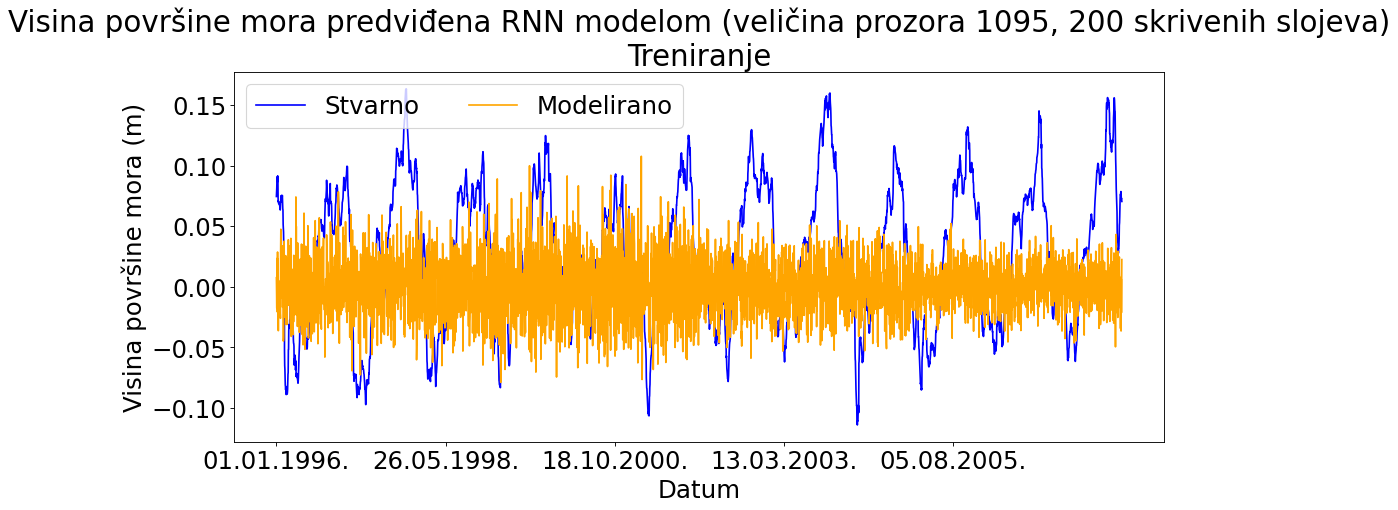 Visina površine mora predviđena RNN modelom (veličina prozora 1095, 200 skrivenih slojeva)
Treniranje
Stvarno Modelirano
Visina površine mora (m)
0.15
0.10
0.05
0.00
−0.05
−0.10
01.01.1996. 26.05.1998. 18.10.2000. 13.03.2003. 05.08.2005.
Datum